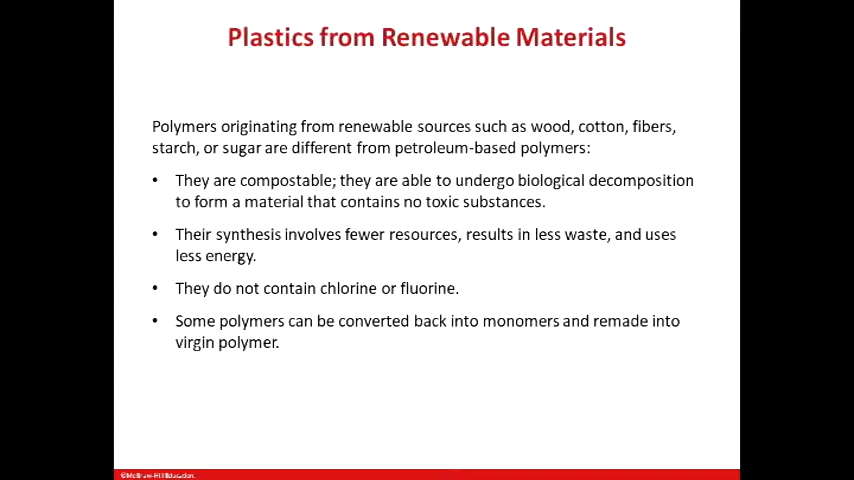 Plastics from Renewable Materials
Polymers originating from renewable sources such as wood, cotton, fibers,
starch, or sugar are different from petroleum-based polymers:
• They are compostable; they are able to undergo biological decomposition
to form a material that contains no toxic substances.
• Their synthesis involves fewer resources, results in less waste, and uses
less energy.
• They do not contain chlorine or fluorine.
• Some polymers can be converted back into monomers and remade into
virgin polymer.
©McGraw-Hill Education.